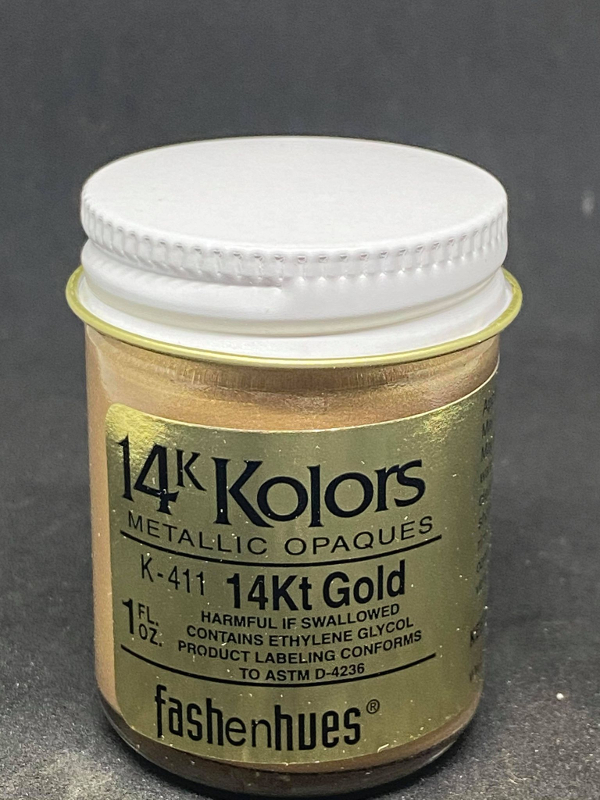 14K Kolors
METALLIC OPAQUES
K-411 14Kt Gold
1 FL. OZ.
HARMFUL IF SWALLOWED
CONTAINS ETHYLENE GLYCOL
PRODUCT LABELING CONFORMS
TO ASTM D-4236
fashenhues®